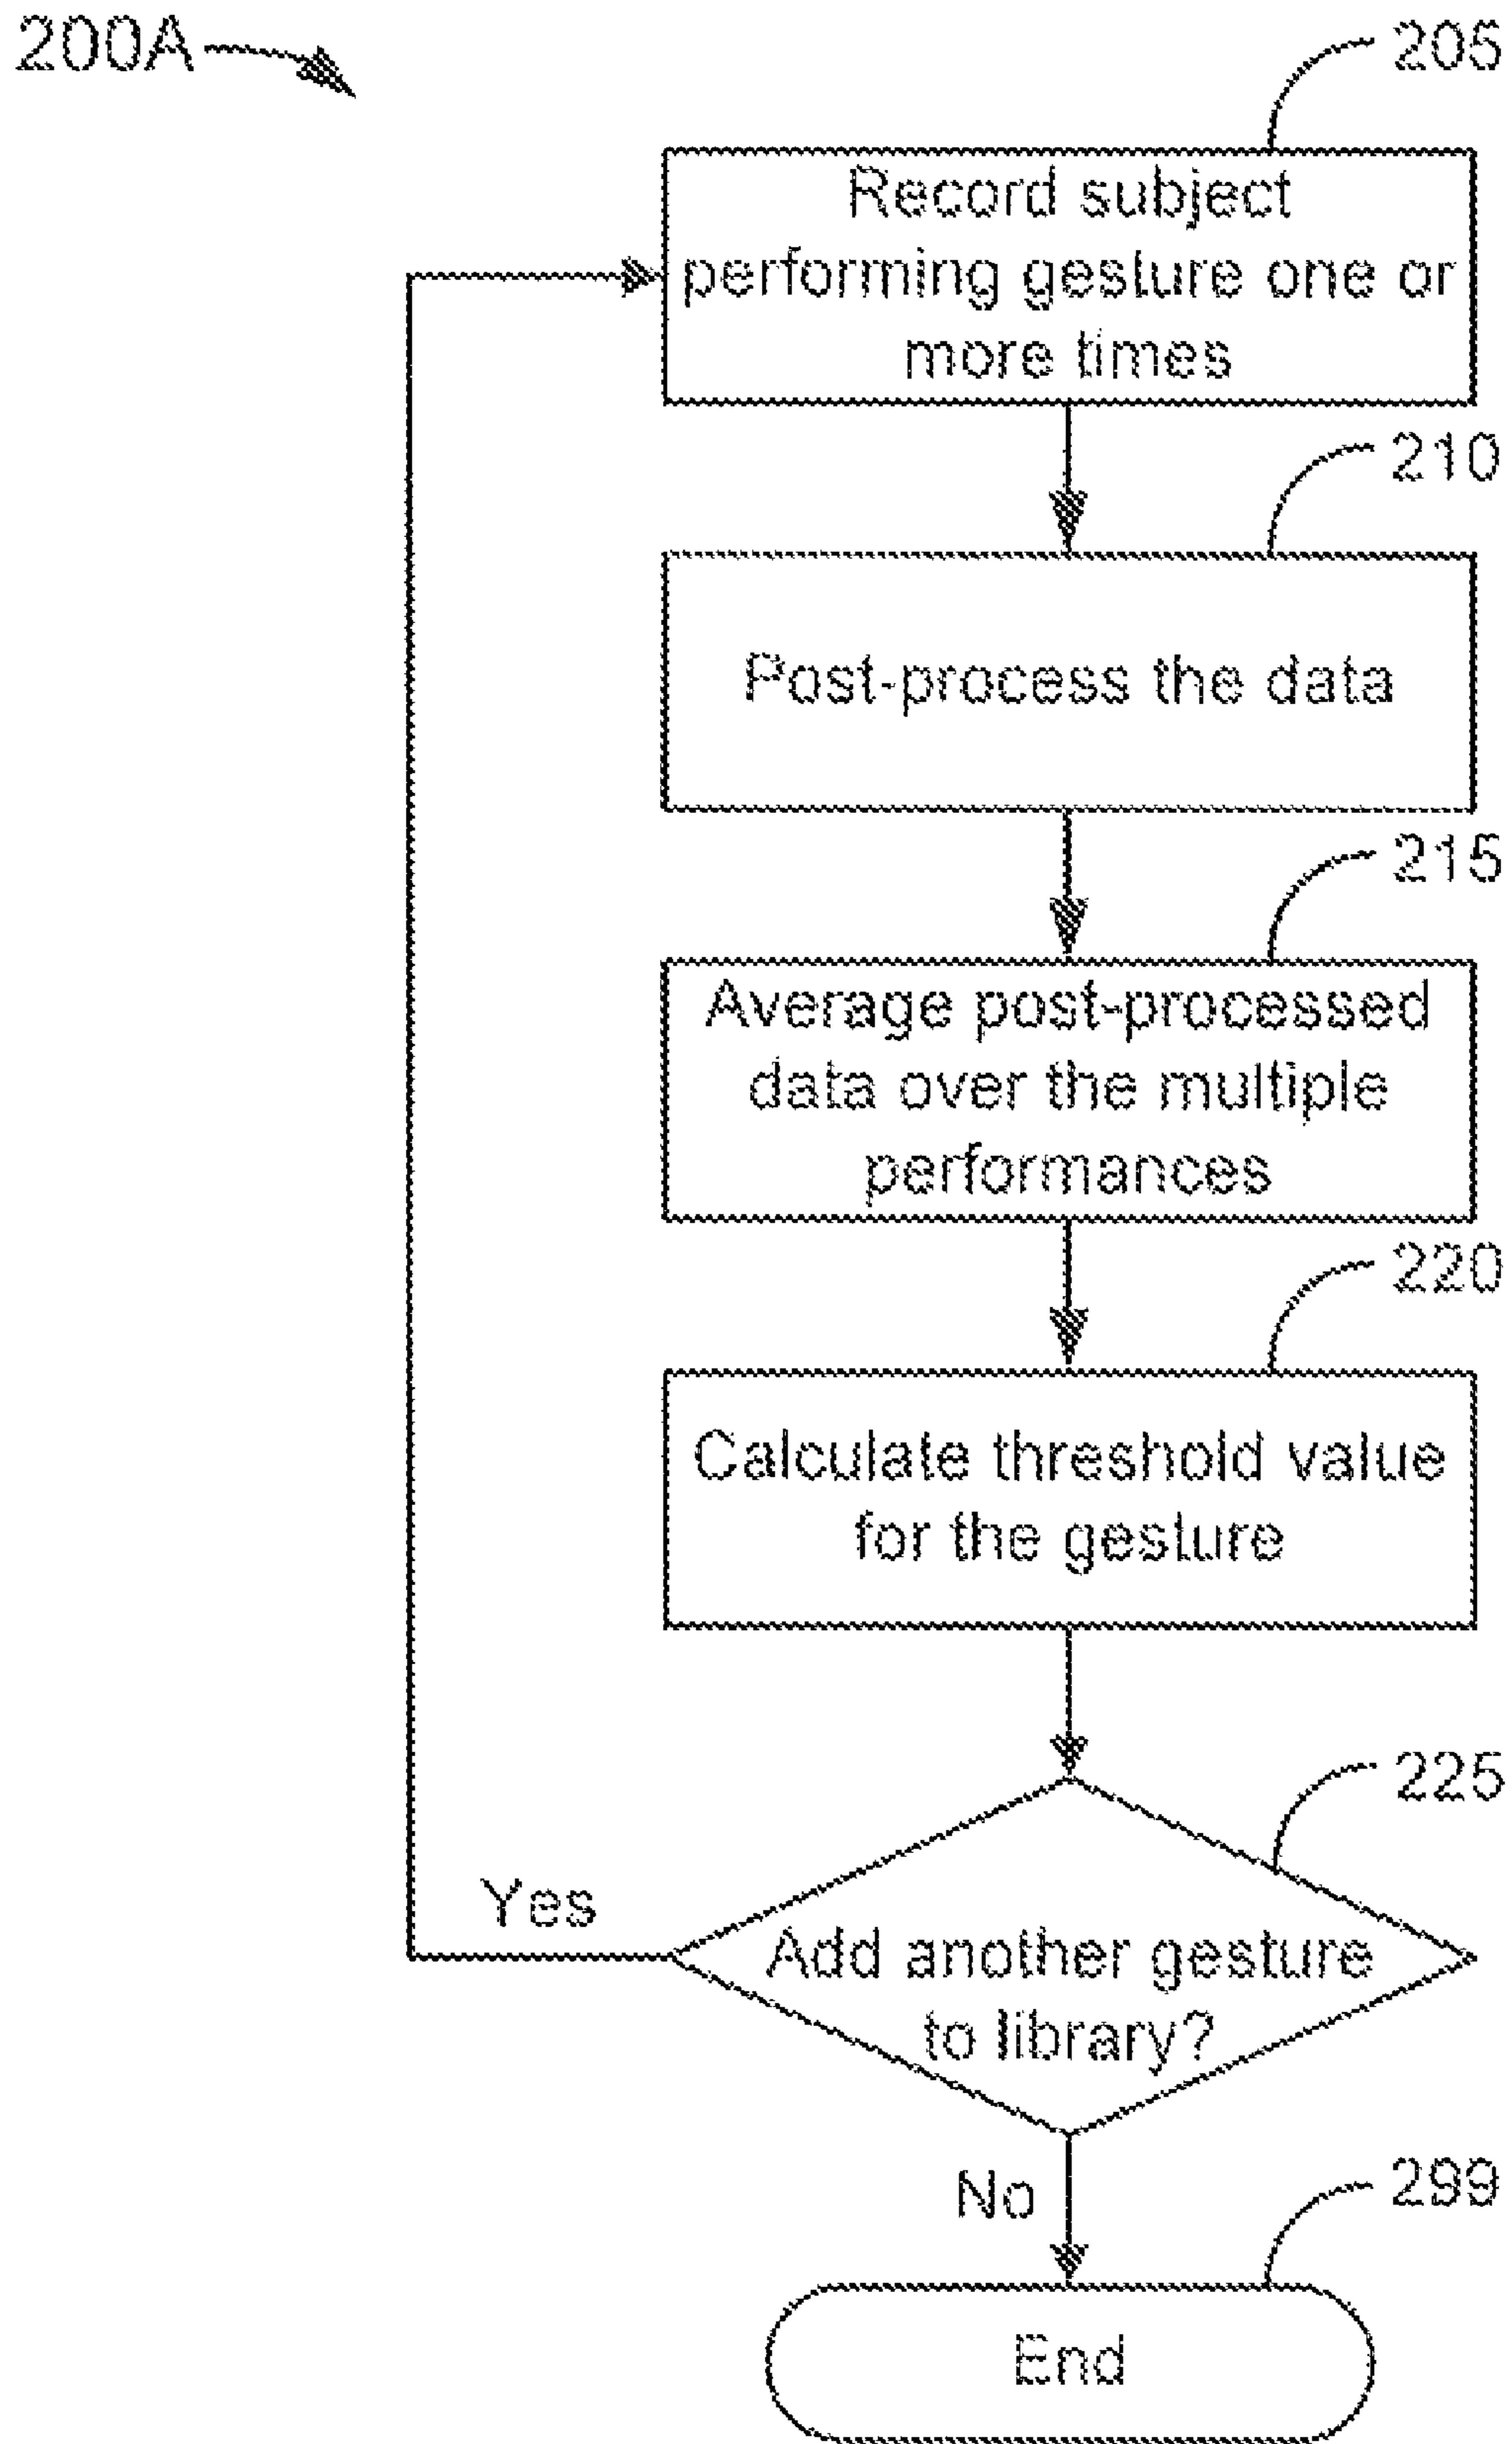 200A
205
Record subject
performing gesture one or
more times
210
Post-process the data
215
Average post-processed
data over the multiple
performances
220
Calculate threshold value
for the gesture
225
Add another gesture
to library?
Yes
No
299
End